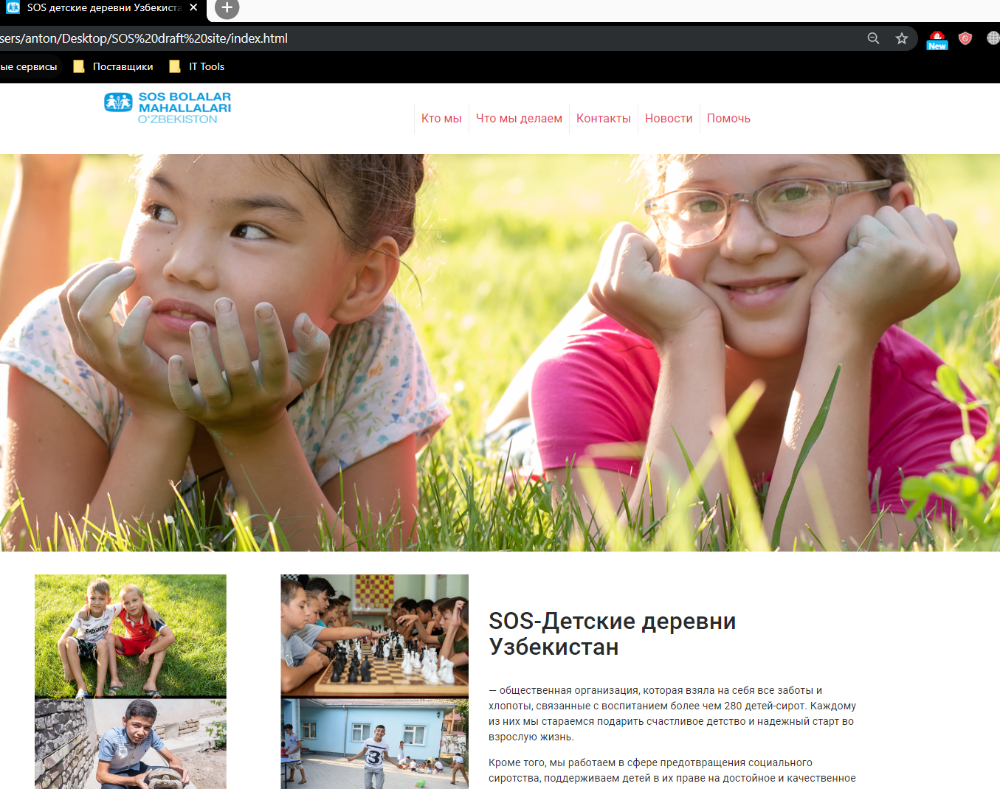 SOS детские деревни Узбекиста
sers/anton/Desktop/SOS%20draft%20site/index.html
New
ые сервисы
Поставщики
IT Tools
SOS BOLALAR
MAHALLALARI
O'ZBEKISTON
Кто мы
Что мы делаем
Контакты
Новости
Помочь
SOS-Детские деревни
Узбекистан
— общественная организация, которая взяла на себя все заботы и
хлопоты, связанные с воспитанием более чем 280 детей-сирот. Каждому
из них мы стараемся подарить счастливое детство и надежный старт во
взрослую жизнь.
Кроме того, мы работаем в сфере предотвращения социального
сиротства, поддерживаем детей в их праве на достойное и качественное